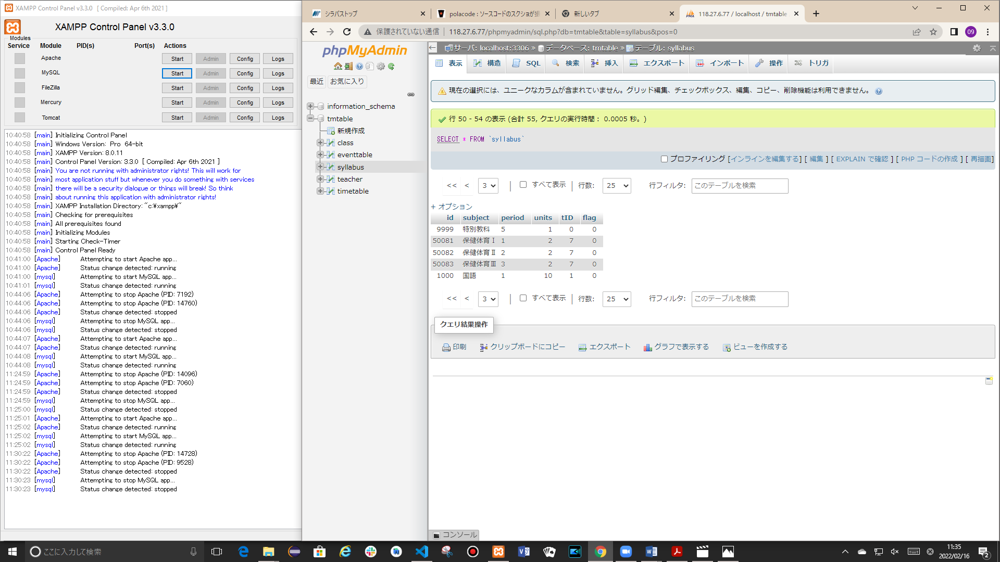 XAMPP Control Panel v3.3.0 [ Compiled: Apr 6th 2021 ]
XAMPP Control Panel v3.3.0
Modules
Service Module PID(s) Port(s) Actions
Apache Start Admin Config Logs
MySQL Start Admin Config Logs
FileZilla Start Admin Config Logs
Mercury Start Admin Config Logs
Tomcat Start Admin Config Logs
10:40:58 [main] Initializing Control Panel
10:40:58 [main] Windows Version: Pro 64-bit
10:40:58 [main] XAMPP Version: 8.0.11
10:40:58 [main] Control Panel Version: 3.3.0 [ Compiled: Apr 6th 2021 ]
10:40:58 [main] You are not running with administrator rights! This will work for
10:40:58 [main] most application stuff but whenever you do something with services
10:40:58 [main] there will be a security dialogue or things will break! So think
10:40:58 [main] about running this application with administrator rights!
10:40:58 [main] XAMPP Installation Directory: "c:¥xampp¥"
10:40:58 [main] Checking for prerequisites
10:40:58 [main] All prerequisites found
10:40:58 [main] Initializing Modules
10:40:58 [main] Starting Check-Timer
10:40:58 [main] Control Panel Ready
10:41:00 [Apache] Attempting to start Apache app...
10:41:00 [Apache] Status change detected: running
10:41:00 [mysql] Attempting to start MySQL app...
10:41:01 [mysql] Status change detected: running
10:44:06 [Apache] Attempting to stop Apache (PID: 7192)
10:44:06 [Apache] Attempting to stop Apache (PID: 14760)
10:44:06 [Apache] Status change detected: stopped
10:44:06 [mysql] Attempting to stop MySQL app...
10:44:06 [mysql] Status change detected: stopped
10:44:07 [Apache] Attempting to start Apache app...
10:44:07 [Apache] Status change detected: running
10:44:08 [mysql] Attempting to start MySQL app...
10:44:08 [mysql] Status change detected: running
11:24:59 [Apache] Attempting to stop Apache (PID: 14096)
11:24:59 [Apache] Attempting to stop Apache (PID: 7060)
11:24:59 [Apache] Status change detected: stopped
11:24:59 [mysql] Attempting to stop MySQL app...
11:25:00 [mysql] Status change detected: stopped
11:25:01 [Apache] Attempting to start Apache app...
11:25:02 [Apache] Status change detected: running
11:25:02 [mysql] Attempting to start MySQL app...
11:25:02 [mysql] Status change detected: running
11:30:22 [Apache] Attempting to stop Apache (PID: 14728)
11:30:22 [Apache] Attempting to stop Apache (PID: 9528)
11:30:22 [Apache] Status change detected: stopped
11:30:23 [mysql] Attempting to stop MySQL app...
11:30:23 [mysql] Status change detected: stopped
シラバストップ
polacode : ソースコードのスクショが
新しいタブ
118.27.6.77 / localhost / tmtable
保護されていない通信 118.27.6.77/phpmyadmin/sql.php?db=tmtable&table=syllabus&pos=0
09
phpMyAdmin
最近 お気に入り
information_schema
tmtable
新規作成
class
eventtable
syllabus
teacher
timetable
サーバ: localhost:3306 » データベース: tmtable » テーブル: syllabus
表示 構造 SQL 検索 挿入 エクスポート インポート 操作 トリガ
現在の選択には、ユニークなカラムが含まれていません。グリッド編集、チェックボックス、編集、コピー、削除機能は利用できません。
行 50 - 54 の表示 (合計 55, クエリの実行時間： 0.0005 秒。)
SELECT * FROM `syllabus`
プロファイリング [インラインを編集する] [ 編集 ] [ EXPLAIN で確認 ] [ PHP コードの作成 ] [ 再描画]
<< < 3 | すべて表示 | 行数: 25 行フィルタ: このテーブルを検索
+ オプション
id subject period units tID flag
9999 特別教科 5 1 0 0
50081 保健体育Ⅰ 1 2 7 0
50082 保健体育Ⅱ 2 2 7 0
50083 保健体育Ⅲ 3 2 7 0
1000 国語 1 10 1 0
<< < 3 | すべて表示 | 行数: 25 行フィルタ: このテーブルを検索
クエリ結果操作
印刷 クリップボードにコピー エクスポート グラフで表示する ビューを作成する
コンソール
ここに入力して検索
11:35
2022/02/16
2